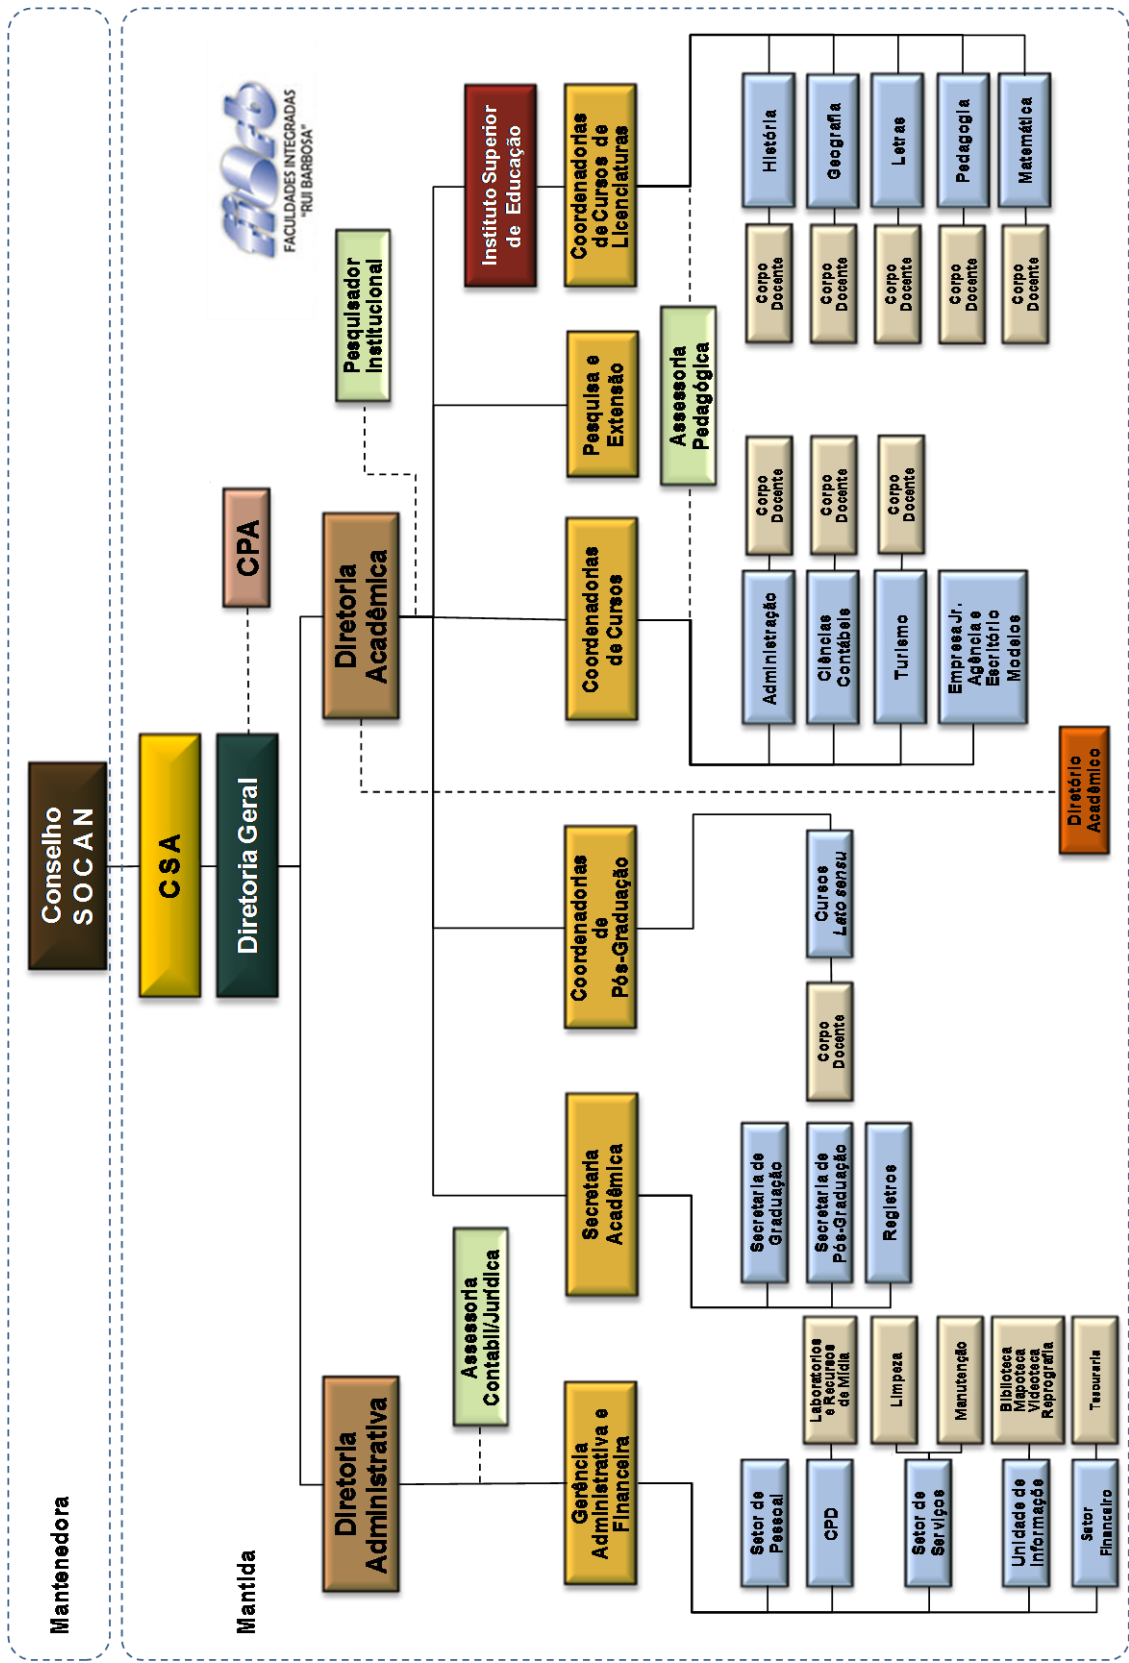 Mantenedora
Conselho
S O C A N
Mantida
CSA
Diretoria Geral
CPA
FACULDADES INTEGRADAS
"RUI BARBOSA"
Diretoria
Administrativa
Diretoria
Acadêmica
Pesquisador
Institucional
Assessoria
Contabil/Jurídica
Instituto Superior
de Educação
Gerência
Administrativa e
Financeira
Secretaria
Acadêmica
Coordenadorias
de
Pós-Graduação
Coordenadorias
de Cursos
Pesquisa e
Extensão
Coordenadorias
de Cursos de
Licenciaturas
Assessoria
Pedagógica
Setor de
Pessoal
Secretaria de
Graduação
Administração
Corpo
Docente
Corpo
Docente
História
CPD
Laboratorios
e Recursos
de Mídia
Secretaria de
Pós-Graduação
Corpo
Docente
Cursos
Lato sensu
Ciências
Contábeis
Corpo
Docente
Corpo
Docente
Geografia
Setor de
Serviços
Limpeza
Manutenção
Registros
Turismo
Corpo
Docente
Corpo
Docente
Letras
Empresa Jr.
Agência e
Escritório
Modelos
Corpo
Docente
Pedagogia
Unidade de
Informaçõe
Biblioteca
Mapoteca
Videoteca
Reprografia
Corpo
Docente
Matemática
Setor
Financeiro
Tesouraria
Diretório
Acadêmico